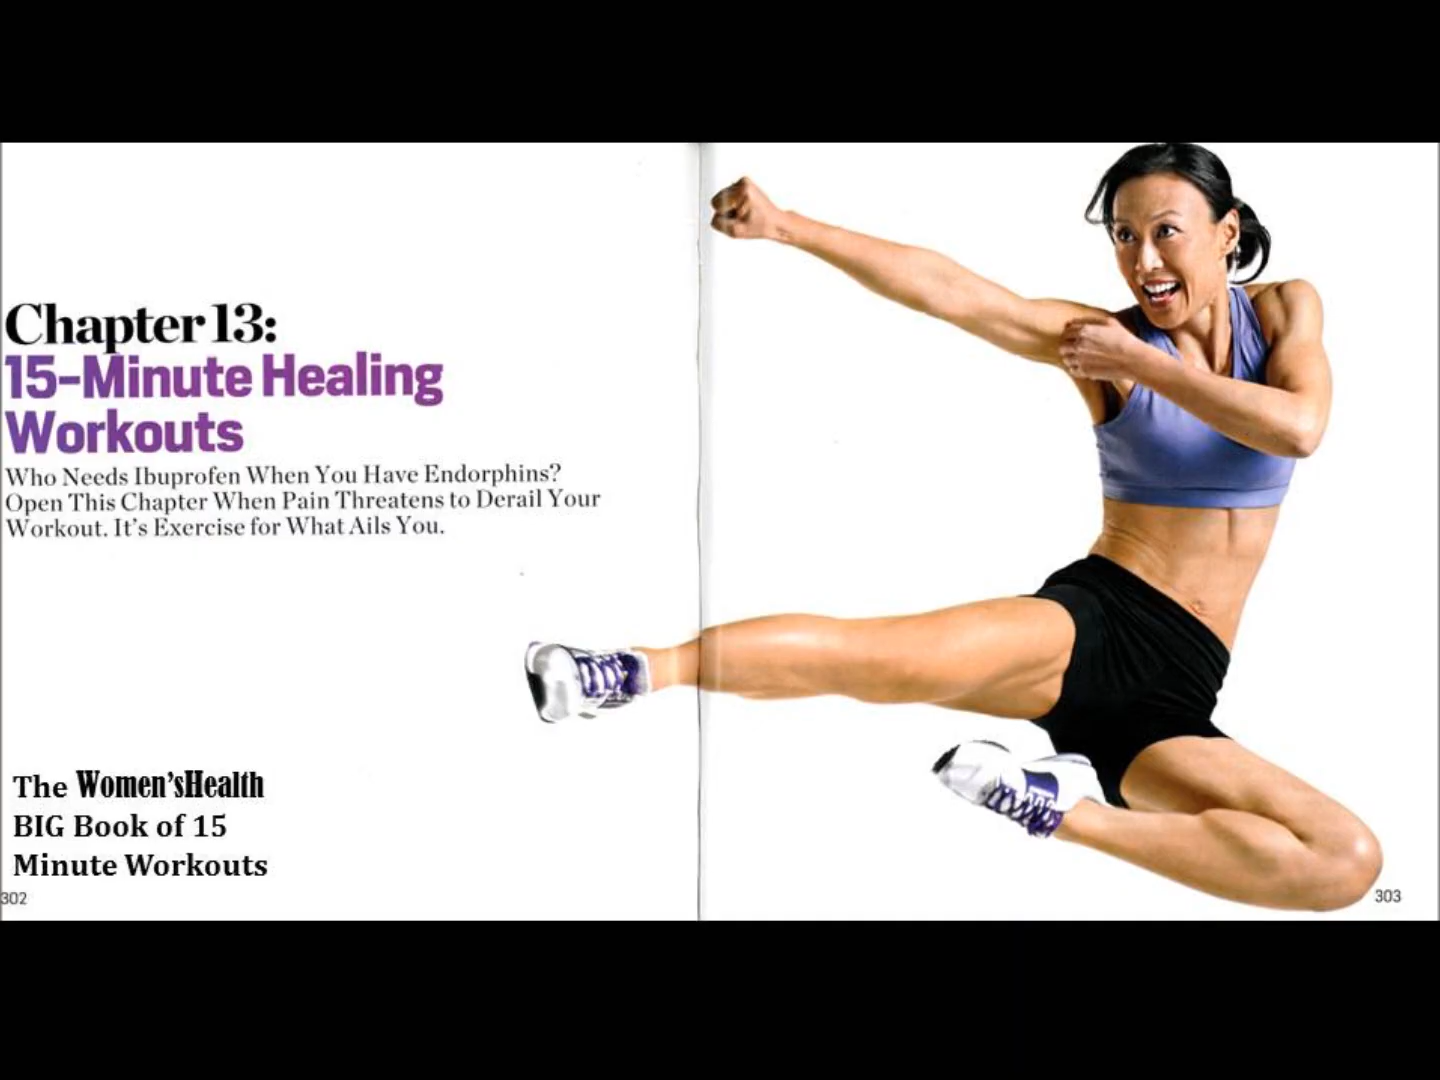 Chapter 13:
15-Minute Healing
Workouts
Who Needs Ibuprofen When You Have Endorphins?
Open This Chapter When Pain Threatens to Derail Your
Workout. It's Exercise for What Ails You.
The Women'sHealth
BIG Book of 15
Minute Workouts
302
303